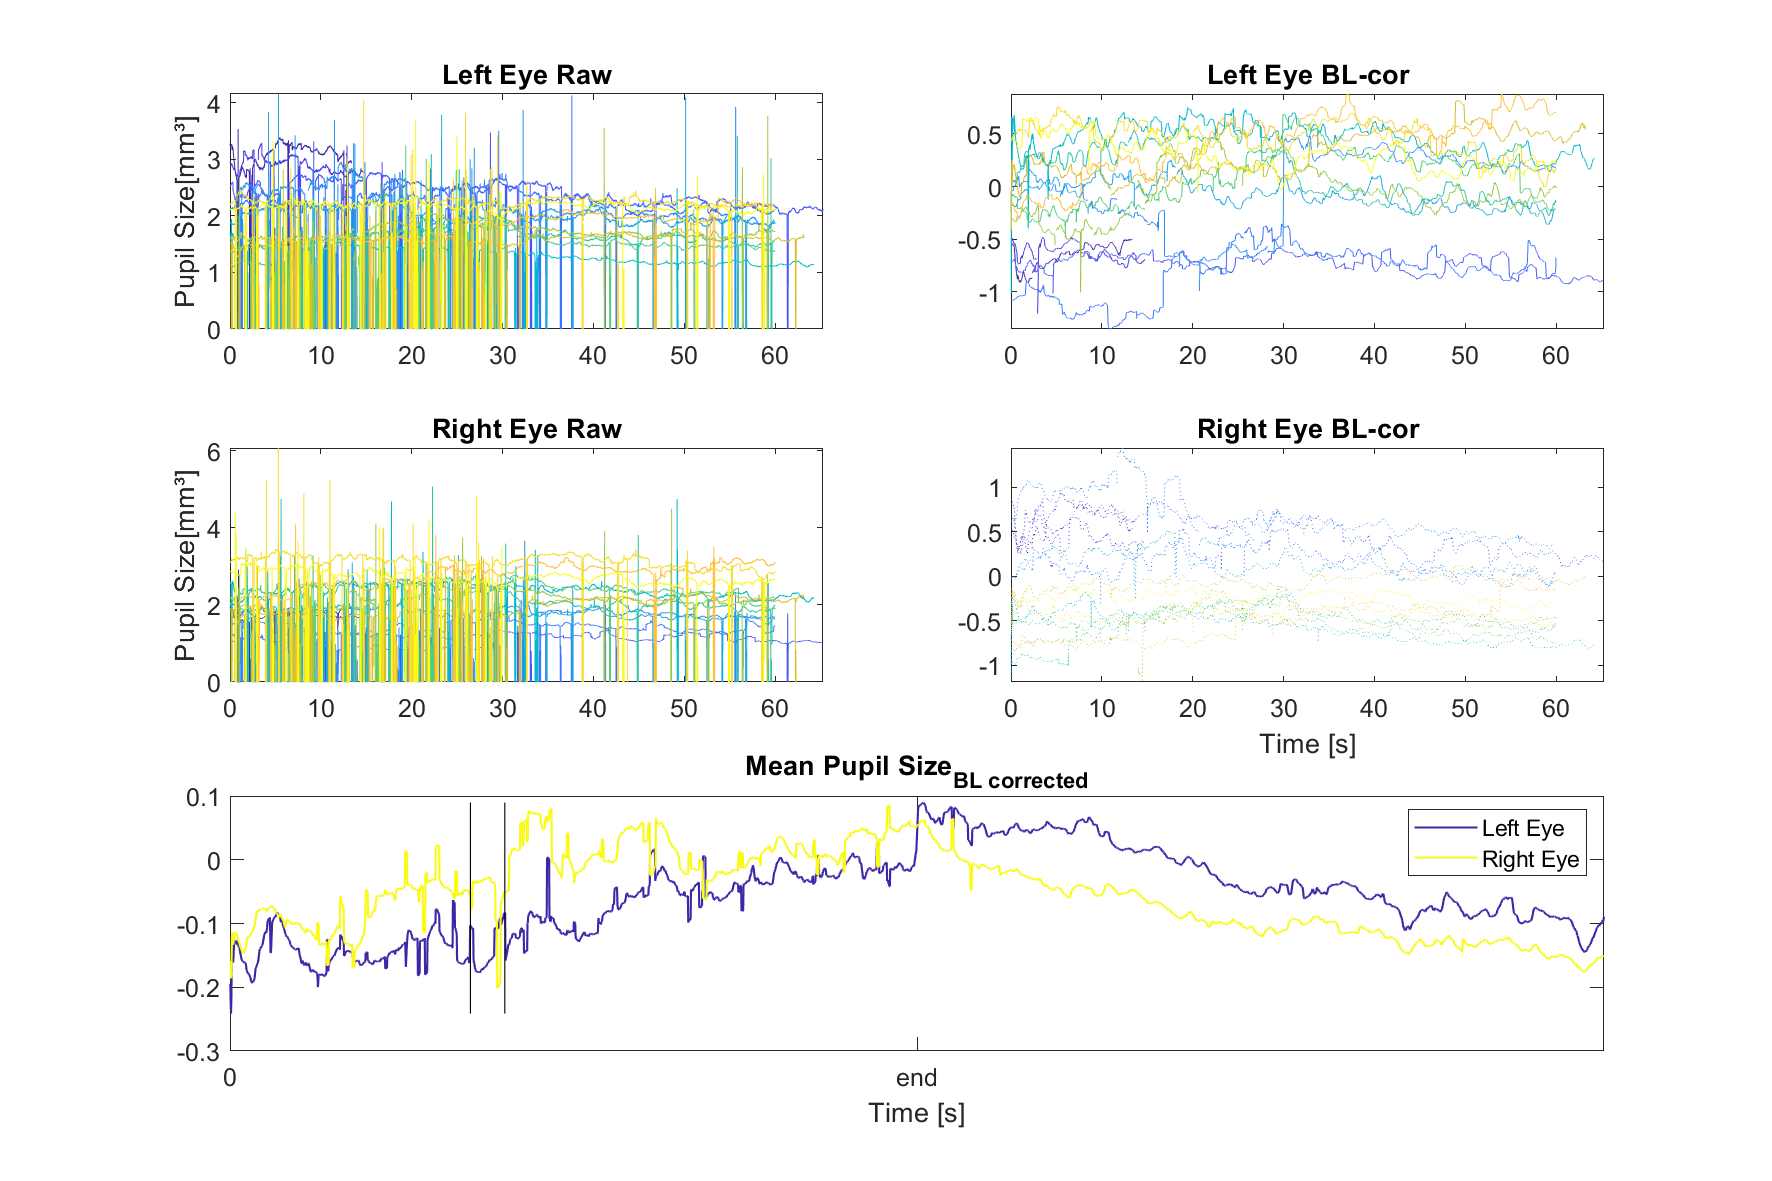 Left Eye Raw
Pupil Size[mm³]
4
3
2
1
0
0 10 20 30 40 50 60
Left Eye BL-cor
0.5
0
-0.5
-1
0 10 20 30 40 50 60
Right Eye Raw
Pupil Size[mm³]
6
4
2
0
0 10 20 30 40 50 60
Right Eye BL-cor
1
0.5
0
-0.5
-1
0 10 20 30 40 50 60
Time [s]
Mean Pupil Size BL corrected
0.1
0
-0.1
-0.2
-0.3
Left Eye
Right Eye
0 end
Time [s]